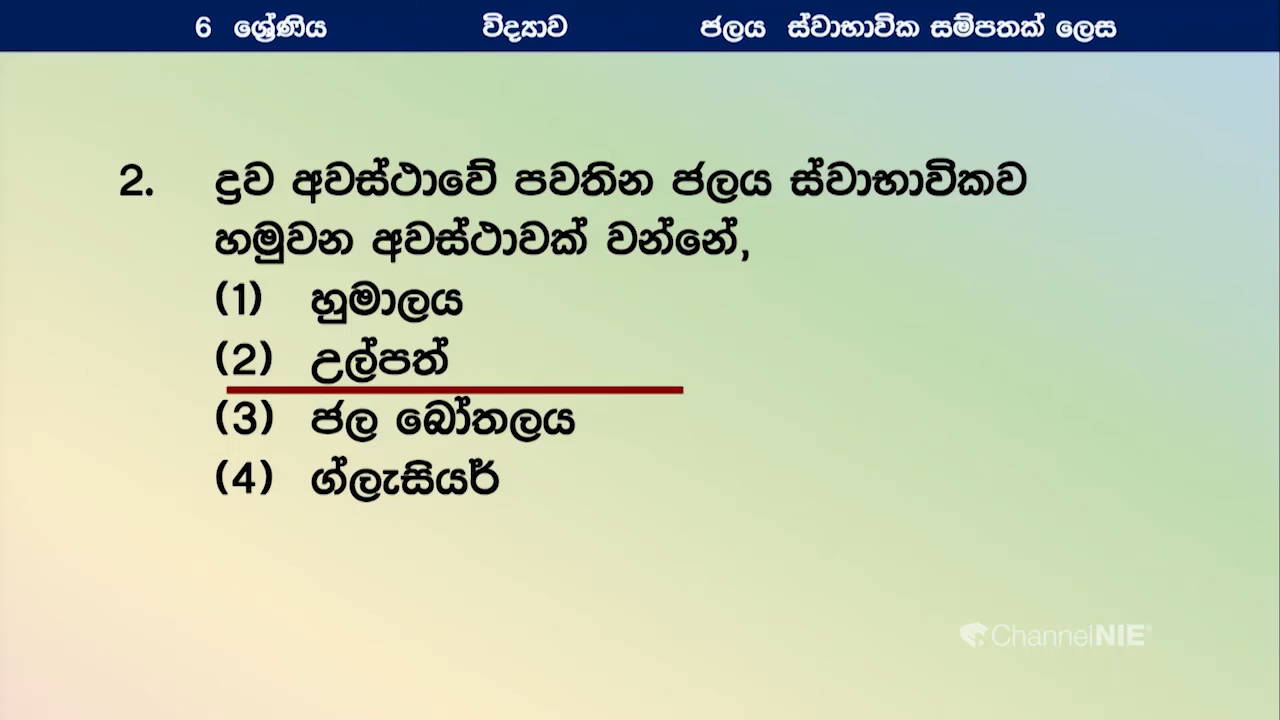 6 ශ්‍රේණිය විද්‍යාව ජලය ස්වාභාවික සම්පතක් ලෙස
2. ද්‍රව අවස්ථාවේ පවතින ජලය ස්වාභාවිකව
හමුවන අවස්ථාවක් වන්නේ,
(1) හුමාලය
(2) උල්පත්
(3) ජල බෝතලය
(4) ග්ලැසියර්
ChannelNIE